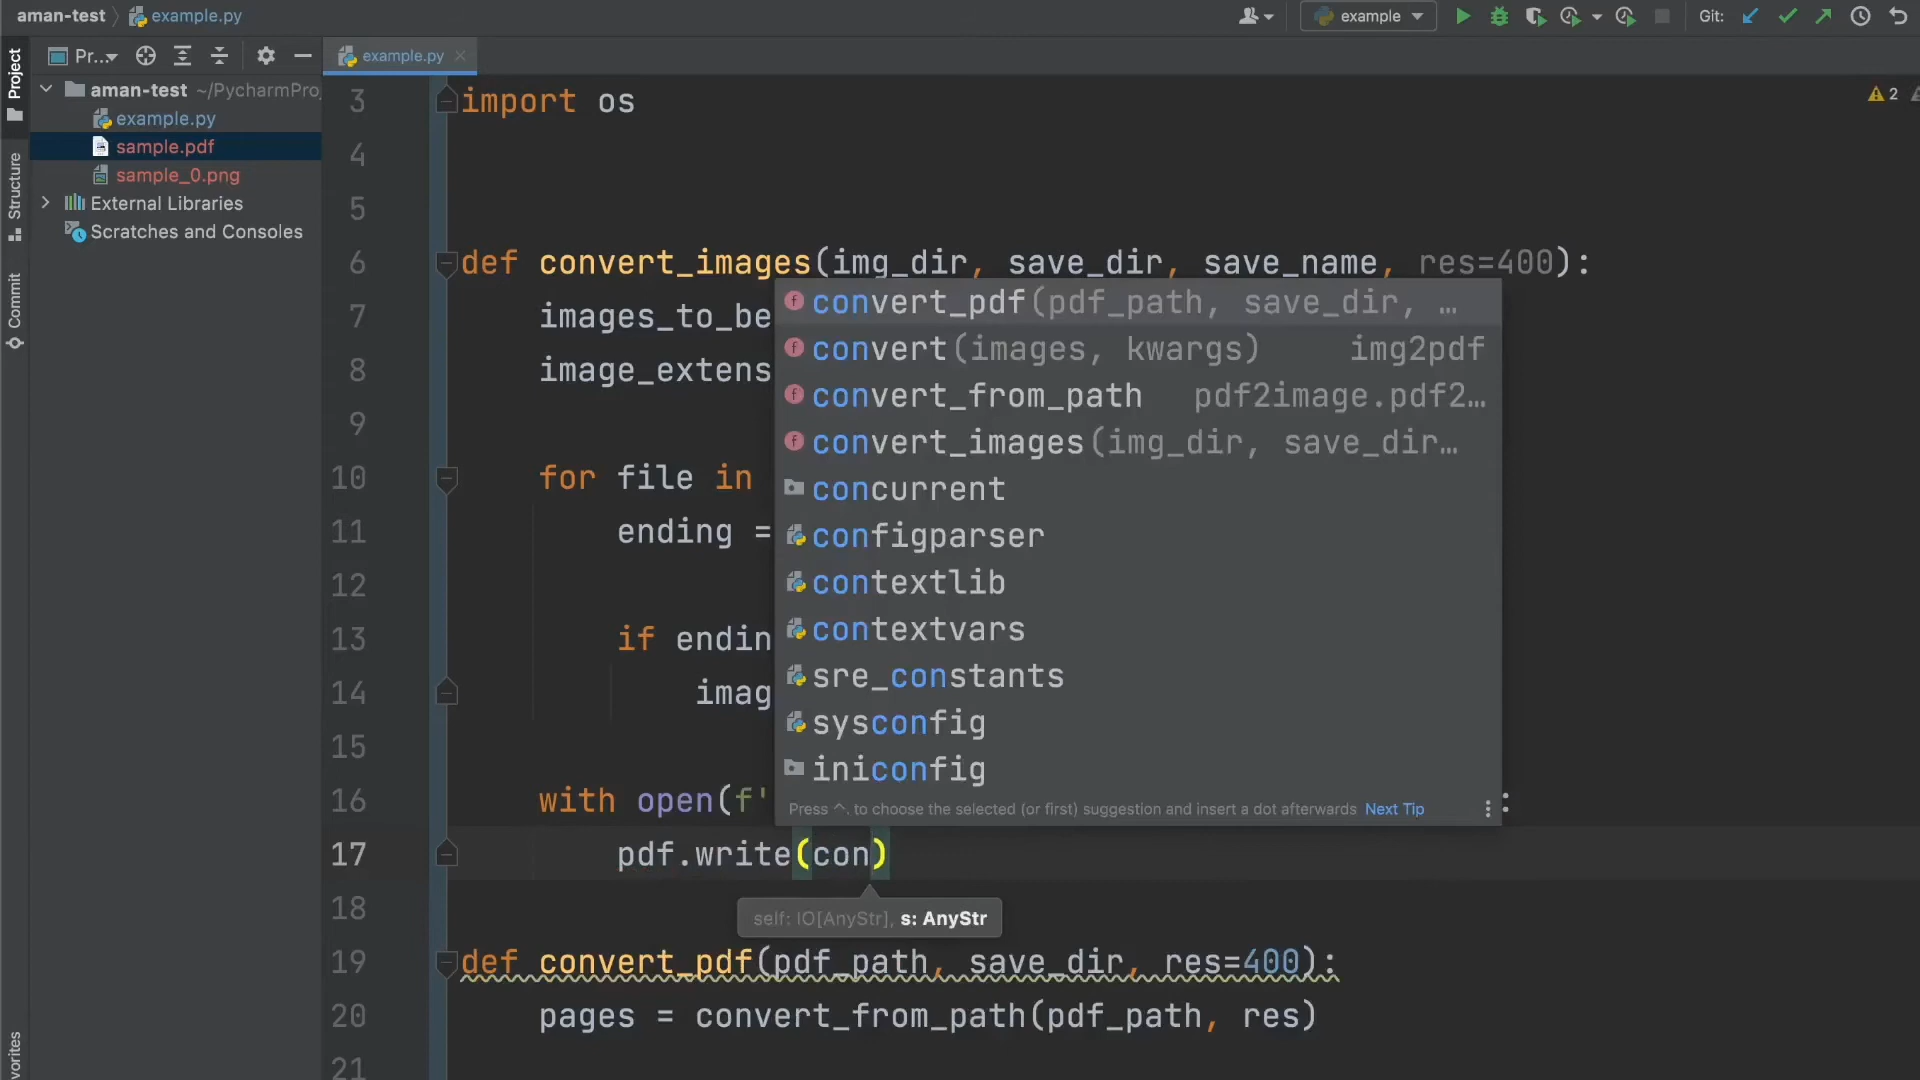 aman-test
example.py
example
Git:
Project
Pr...
example.py
aman-test ~/PycharmPro
example.py
sample.pdf
sample_0.png
External Libraries
Scratches and Consoles
Structure
Commit
vorites
2
3 import os
4
5
6 def convert_images(img_dir, save_dir, save_name, res=400):
7 images_to_be
8 image_extens
9
10 for file in
11 ending =
12
13 if endin
14 imag
15
16 with open(f' :
17 pdf.write(con)
18
19 def convert_pdf(pdf_path, save_dir, res=400):
20 pages = convert_from_path(pdf_path, res)
21
convert_pdf(pdf_path, save_dir, …
convert(images, kwargs) img2pdf
convert_from_path pdf2image.pdf2…
convert_images(img_dir, save_dir…
concurrent
configparser
contextlib
contextvars
sre_constants
sysconfig
iniconfig
Press ^. to choose the selected (or first) suggestion and insert a dot afterwards Next Tip
self: IO[AnyStr], s: AnyStr